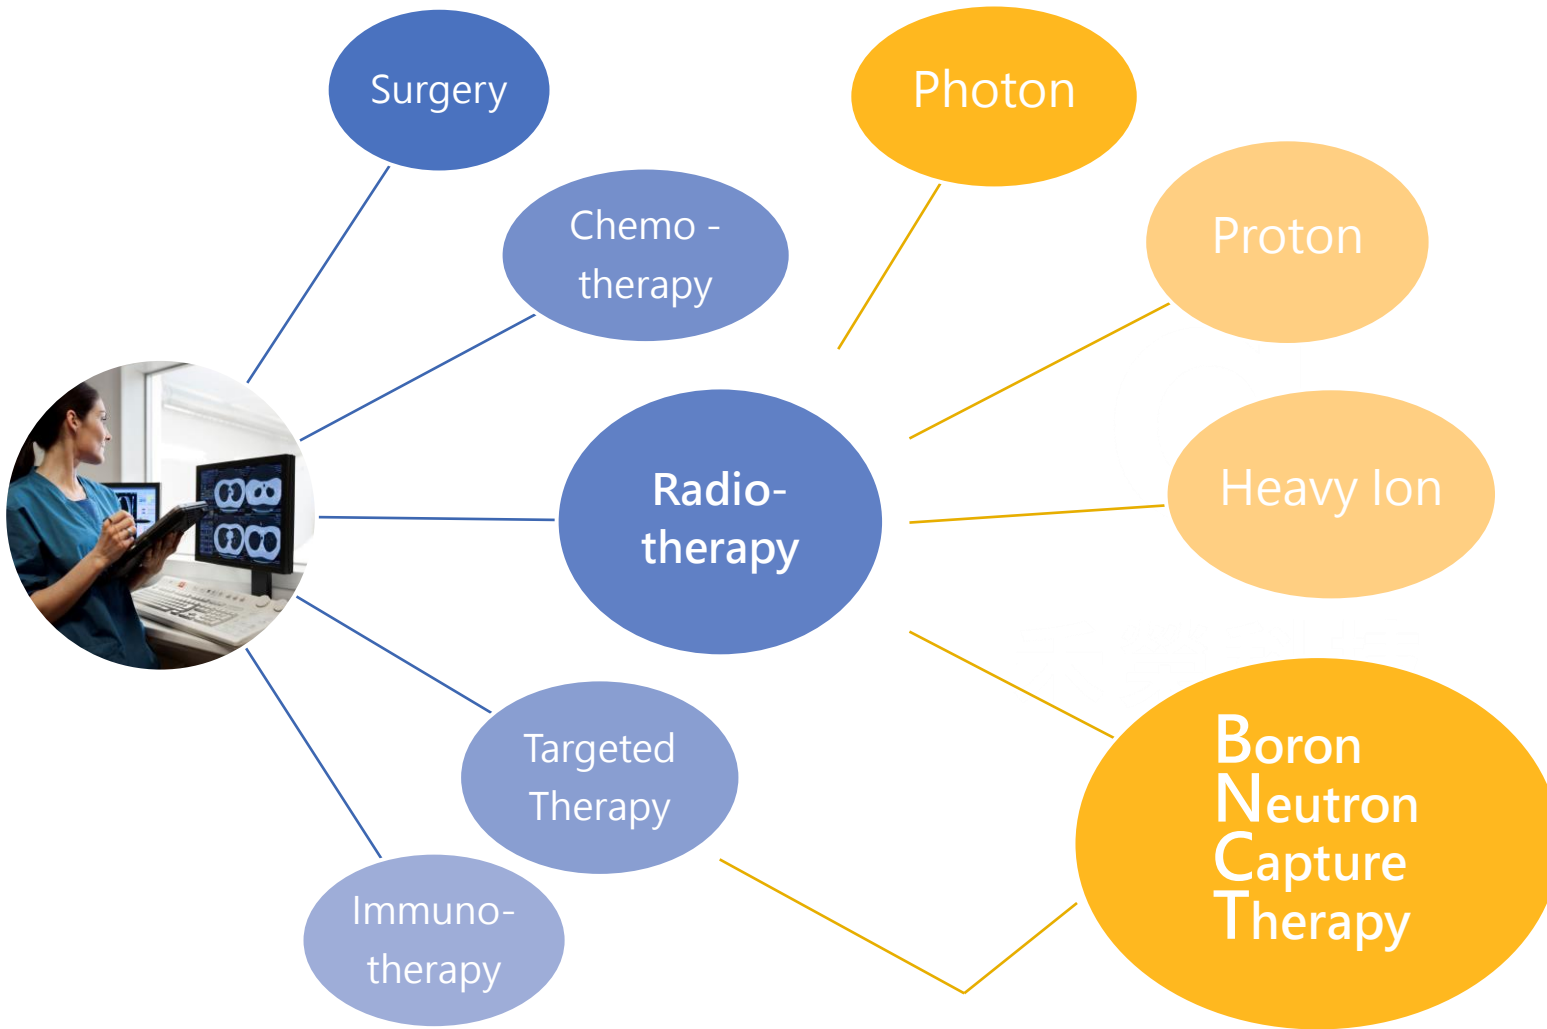 Surgery
Photon
Chemo -
therapy
Proton
Radio-
therapy
Heavy Ion
Targeted
Therapy
Boron
Neutron
Capture
Therapy
Immuno-
therapy